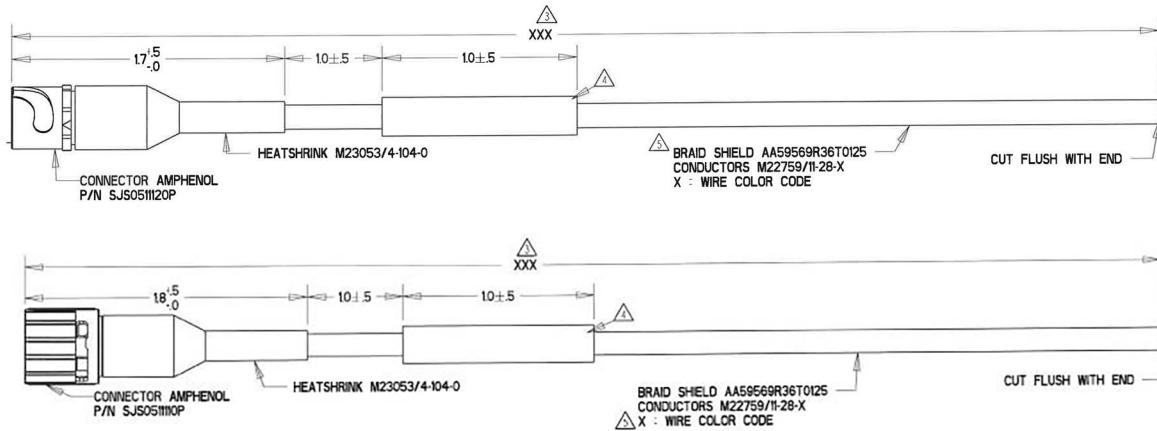 3
XXX
1.7 +.5 -.0
1.0±.5
1.0±.5
4
HEATSHRINK M23053/4-104-0
5
BRAID SHIELD AA59569R36T0125
CONDUCTORS M22759/11-28-X
X : WIRE COLOR CODE
CUT FLUSH WITH END
CONNECTOR AMPHENOL
P/N SJS0511120P
3
XXX
1.8 +.5 -.0
1.0±.5
1.0±.5
4
HEATSHRINK M23053/4-104-0
CONNECTOR AMPHENOL
P/N SJS0511110P
BRAID SHIELD AA59569R36T0125
CONDUCTORS M22759/11-28-X
5 X : WIRE COLOR CODE
CUT FLUSH WITH END